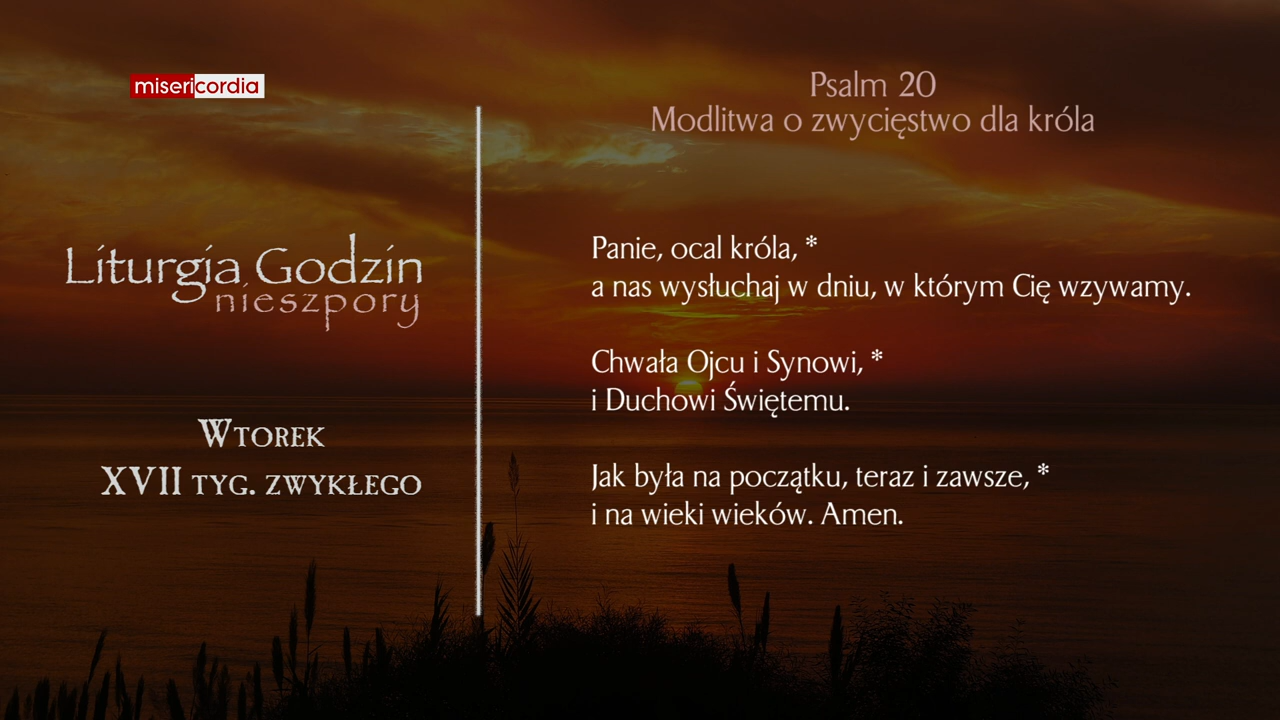 misericordia
Liturgia Godzin
nieszpory
Wtorek
XVII tyg. zwykłego
Psalm 20
Modlitwa o zwycięstwo dla króla
Panie, ocal króla, *
a nas wysłuchaj w dniu, w którym Cię wzywamy.
Chwała Ojcu i Synowi, *
i Duchowi Świętemu.
Jak była na początku, teraz i zawsze, *
i na wieki wieków. Amen.